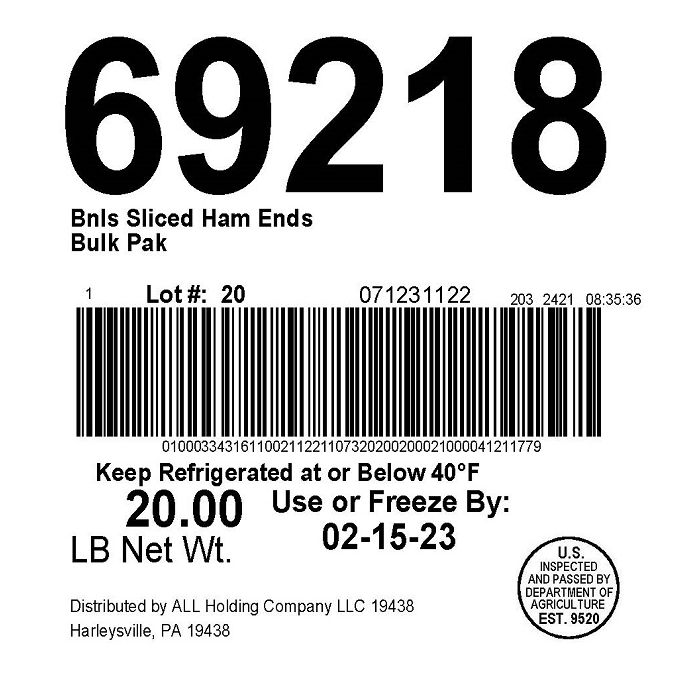 69218
Bnls Sliced Ham Ends
Bulk Pak
1 Lot #: 20 071231122 203 2421 08:35:36
01000334316110021122110732020020002100004121​1779
Keep Refrigerated at or Below 40°F
20.00
LB Net Wt.
Use or Freeze By:
02-15-23
Distributed by ALL Holding Company LLC 19438
Harleysville, PA 19438
U.S.
INSPECTED
AND PASSED BY
DEPARTMENT OF
AGRICULTURE
EST. 9520